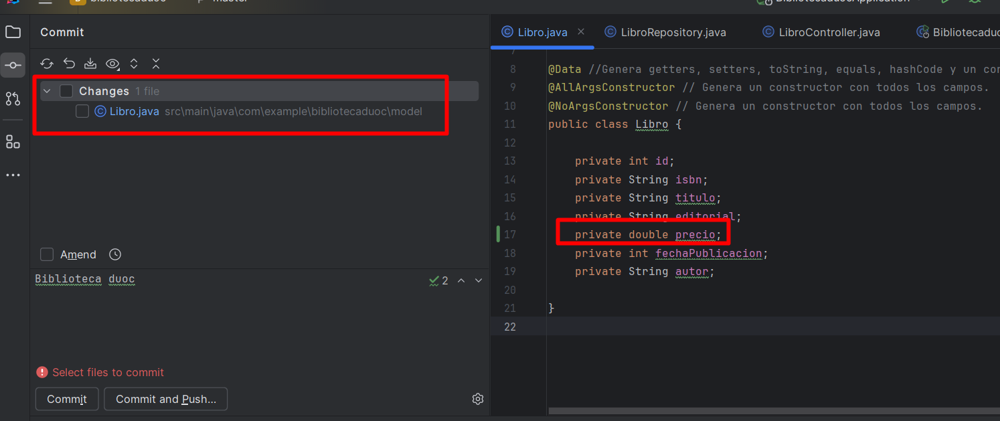 Commit
Changes 1 file
Libro.java src\main\java\com\example\bibliotecaduoc\model
Amend
Biblioteca duoc
2
Select files to commit
Commit
Commit and Push...
Libro.java
LibroRepository.java
LibroController.java
8 @Data //Genera getters, setters, toString, equals, hashCode y un
9 @AllArgsConstructor // Genera un constructor con todos los campos.
10 @NoArgsConstructor // Genera un constructor con todos los campos.
11 public class Libro {
12
13 private int id;
14 private String isbn;
15 private String titulo;
16 private String editorial;
17 private double precio;
18 private int fechaPublicacion;
19 private String autor;
20
21 }
22